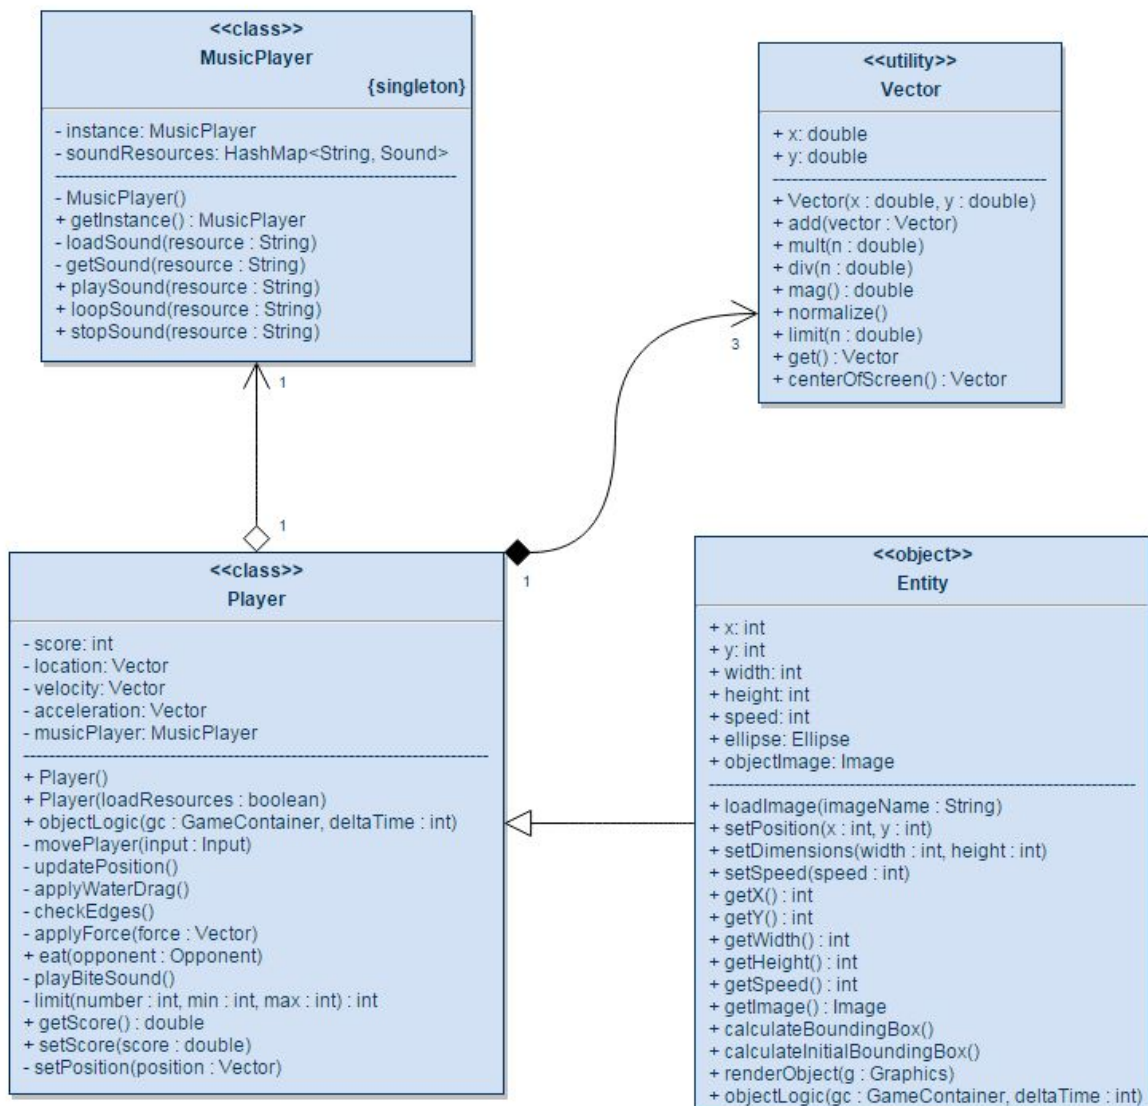 <<class>>
MusicPlayer
{singleton}
- instance: MusicPlayer
- soundResources: HashMap<String, Sound>
- MusicPlayer()
+ getInstance() : MusicPlayer
- loadSound(resource : String)
- getSound(resource : String)
+ playSound(resource : String)
+ loopSound(resource : String)
+ stopSound(resource : String)
<<utility>>
Vector
+ x: double
+ y: double
+ Vector(x : double, y : double)
+ add(vector : Vector)
+ mult(n : double)
+ div(n : double)
+ mag() : double
+ normalize()
+ limit(n : double)
+ get() : Vector
+ centerOfScreen() : Vector
1
3
1
1
<<class>>
Player
- score: int
- location: Vector
- velocity: Vector
- acceleration: Vector
- musicPlayer: MusicPlayer
+ Player()
+ Player(loadResources : boolean)
+ objectLogic(gc : GameContainer, deltaTime : int)
- movePlayer(input : Input)
- updatePosition()
- applyWaterDrag()
- checkEdges()
- applyForce(force : Vector)
+ eat(opponent : Opponent)
- playBiteSound()
- limit(number : int, min : int, max : int) : int
+ getScore() : double
+ setScore(score : double)
- setPosition(position : Vector)
<<object>>
Entity
+ x: int
+ y: int
+ width: int
+ height: int
+ speed: int
+ ellipse: Ellipse
+ objectImage: Image
+ loadImage(imageName : String)
+ setPosition(x : int, y : int)
+ setDimensions(width : int, height : int)
+ setSpeed(speed : int)
+ getX() : int
+ getY() : int
+ getWidth() : int
+ getHeight() : int
+ getSpeed() : int
+ getImage() : Image
+ calculateBoundingBox()
+ calculateInitialBoundingBox()
+ renderObject(g : Graphics)
+ objectLogic(gc : GameContainer, deltaTime : int)